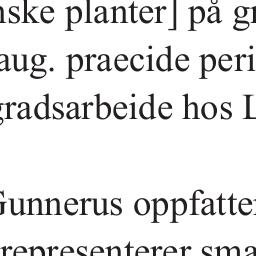 nske planter] på gr
aug. praecide peri
gradsarbeide hos L
Gunnerus oppfatter
representerer sma